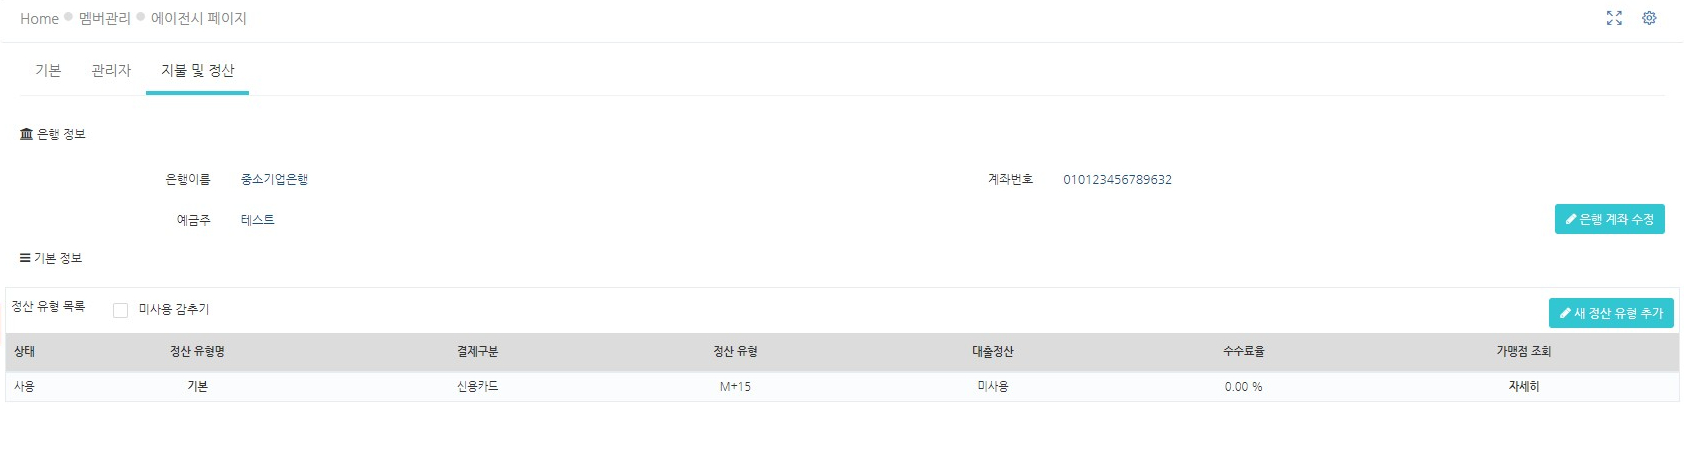 Home 멤버관리 에이전시 페이지
기본 관리자 지불 및 정산
은행 정보
은행이름 중소기업은행 계좌번호 010123456789632
예금주 테스트 은행 계좌 수정
기본 정보
정산 유형 목록 미사용 감추기 새 정산 유형 추가
상태 정산 유형명 결제구분 정산 유형 대출정산 수수료율 가맹점 조회
사용 기본 신용카드 M+15 미사용 0.00 % 자세히